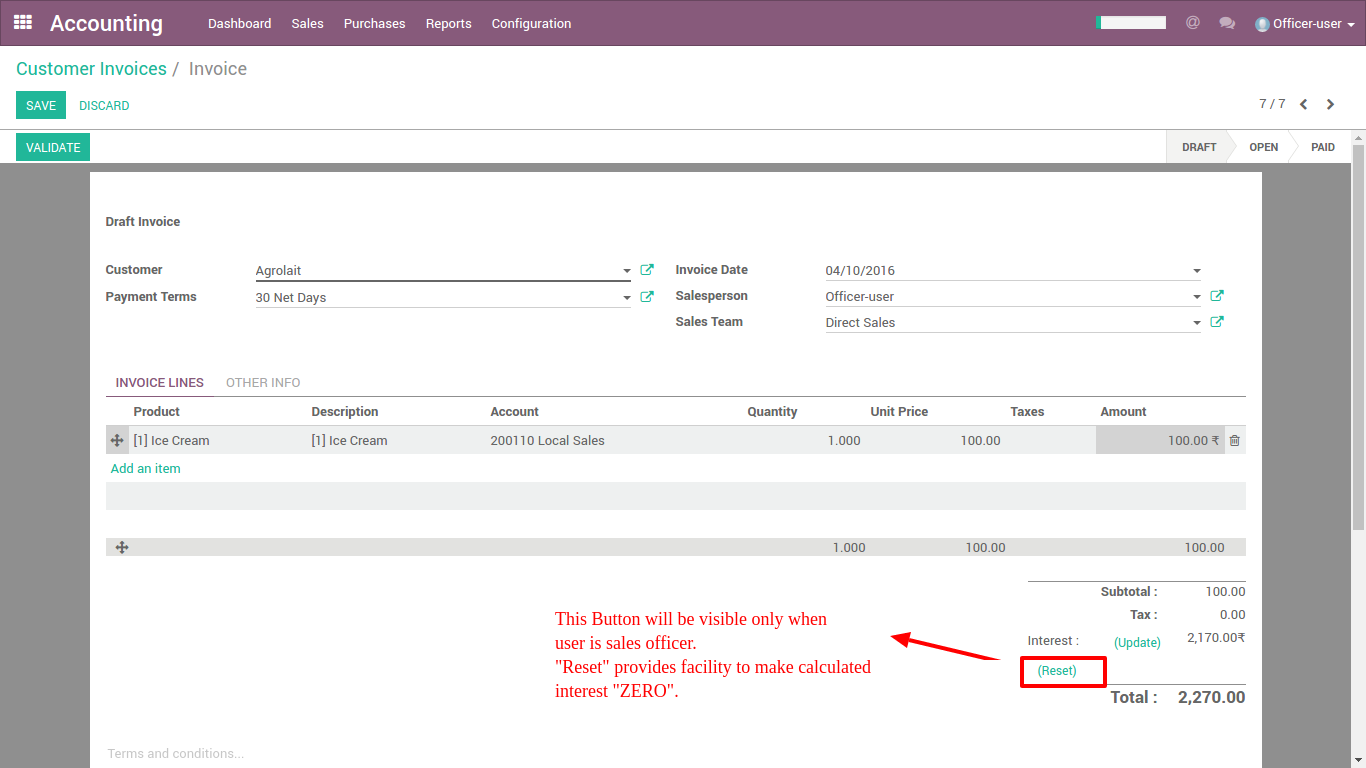 Accounting Dashboard Sales Purchases Reports Configuration @ Officer-user
Customer Invoices / Invoice
SAVE DISCARD 7 / 7
VALIDATE DRAFT OPEN PAID
Draft Invoice
Customer Agrolait Invoice Date 04/10/2016
Payment Terms 30 Net Days Salesperson Officer-user
Sales Team Direct Sales
INVOICE LINES OTHER INFO
Product Description Account Quantity Unit Price Taxes Amount
[1] Ice Cream [1] Ice Cream 200110 Local Sales 1.000 100.00 100.00 ₹
Add an item
1.000 100.00 100.00
Subtotal : 100.00
Tax : 0.00
Interest : (Update) 2,170.00₹
(Reset)
Total : 2,270.00
This Button will be visible only when
user is sales officer.
"Reset" provides facility to make calculated
interest "ZERO".
Terms and conditions...